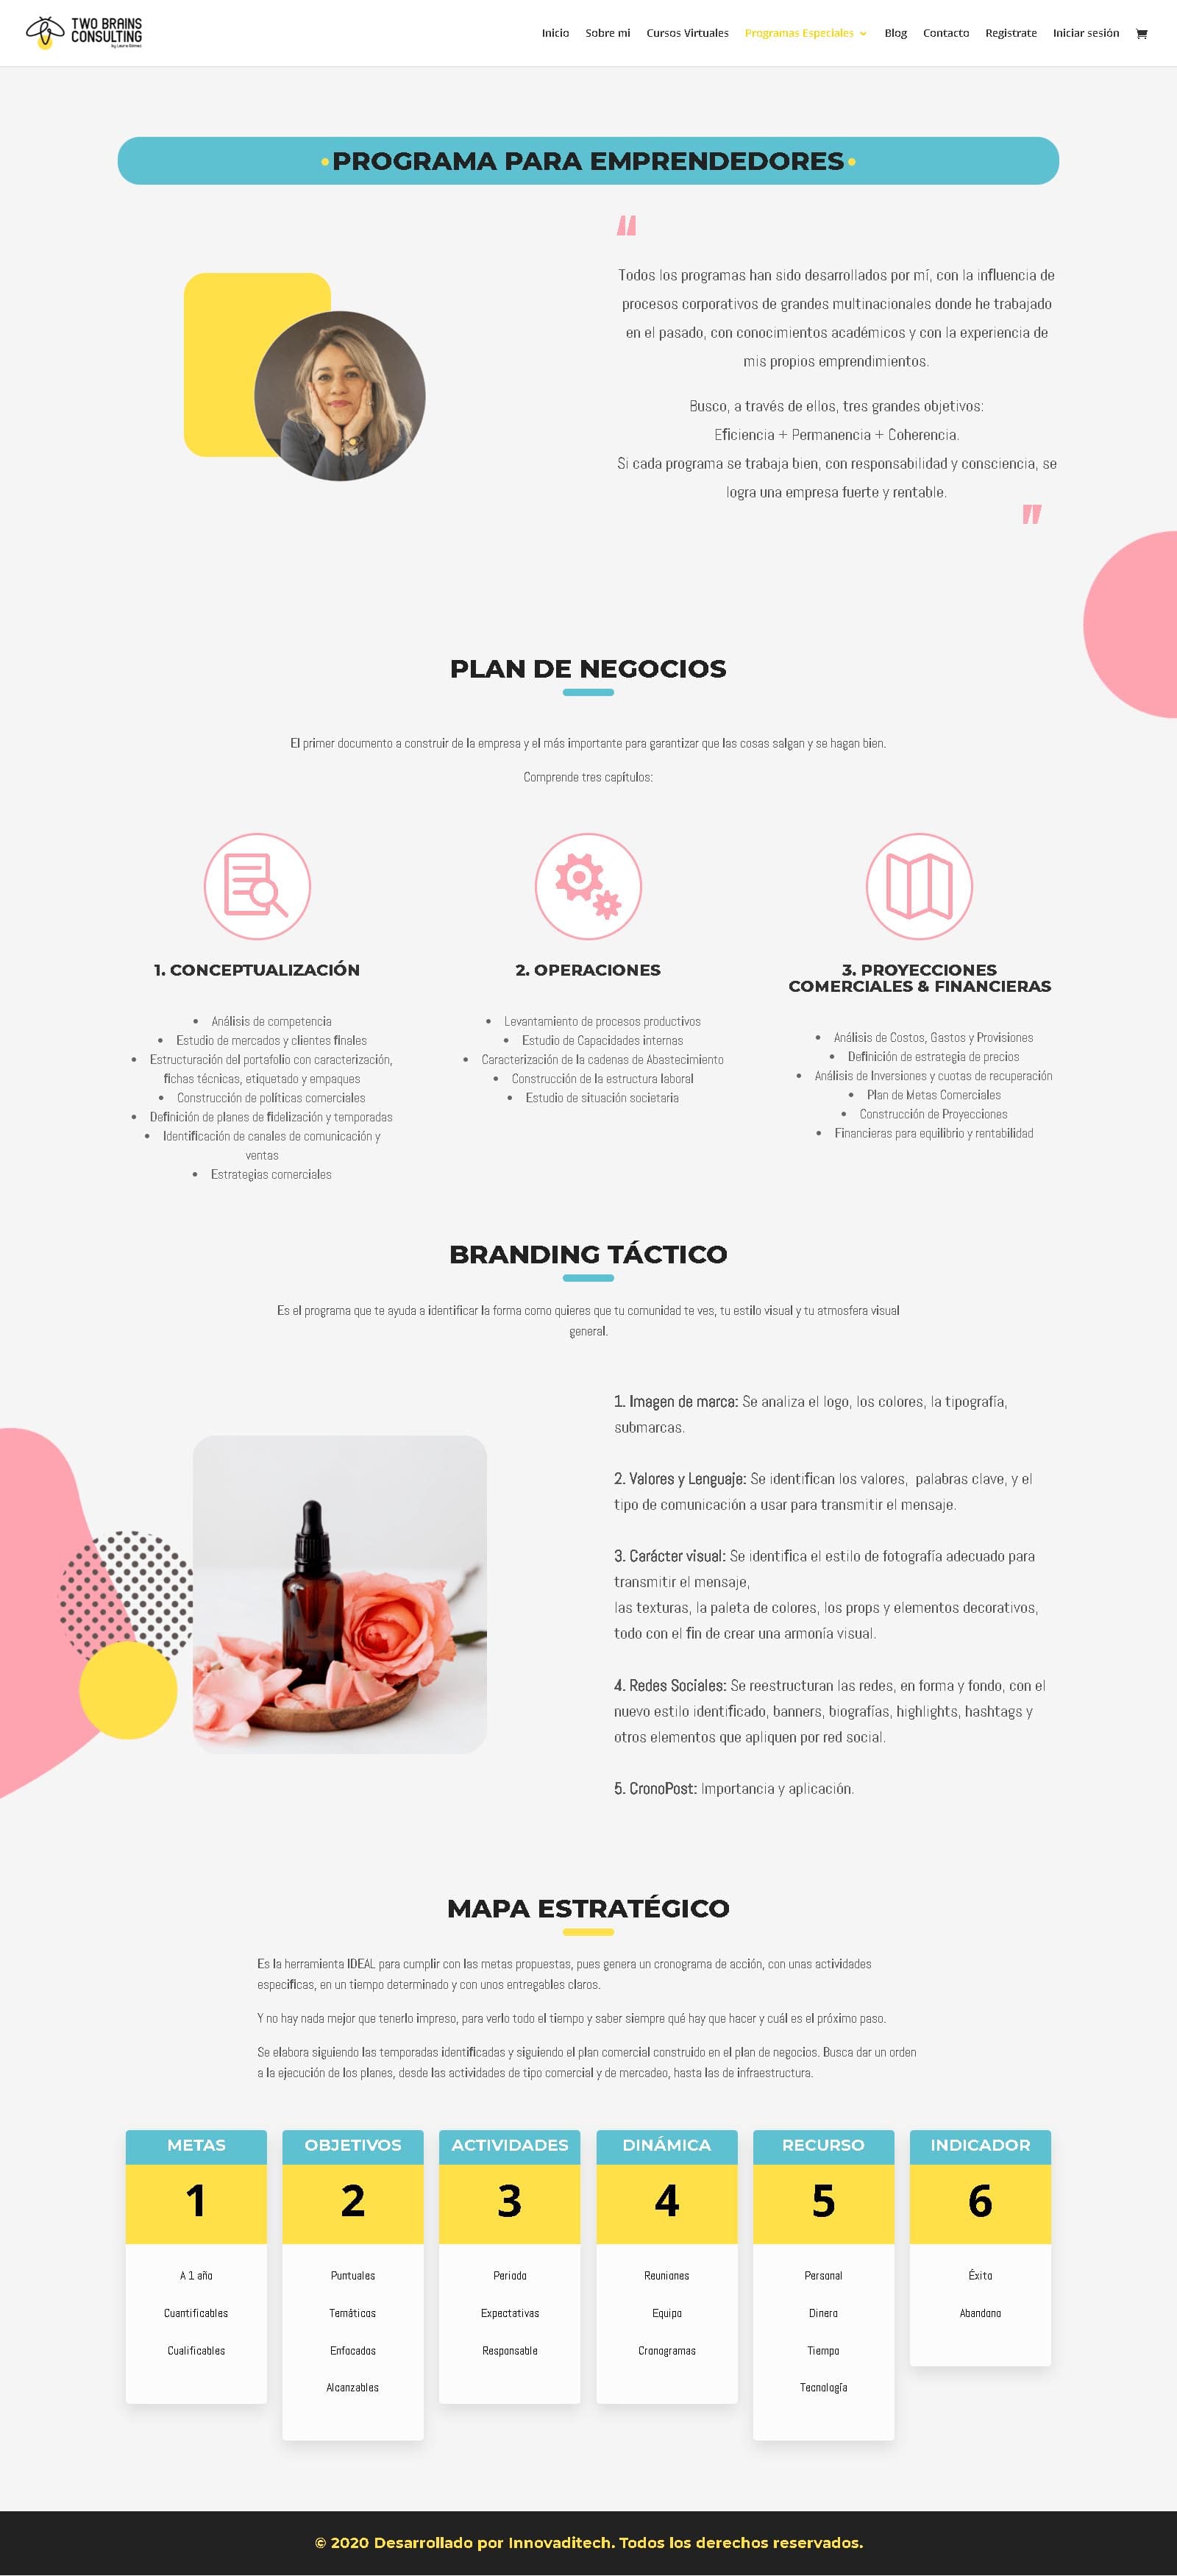 TWO BRAINS
CONSULTING
Inicio Sobre mi Cursos Virtuales Programas Especiales Blog Contacto Registrate Iniciar sesión
•PROGRAMA PARA EMPRENDEDORES•
"
Todos los programas han sido desarrollados por mí, con la influencia de
procesos corporativos de grandes multinacionales donde he trabajado
en el pasado, con conocimientos académicos y con la experiencia de
mis propios emprendimientos.
Busco, a través de ellos, tres grandes objetivos:
Eficiencia + Permanencia + Coherencia.
Si cada programa se trabaja bien, con responsabilidad y consciencia, se
logra una empresa fuerte y rentable.
"
PLAN DE NEGOCIOS
El primer documento a construir de la empresa y el más importante para garantizar que las cosas salgan y se hagan bien.
Comprende tres capítulos:
1. CONCEPTUALIZACIÓN
• Análisis de competencia
• Estudio de mercados y clientes finales
• Estructuración del portafolio con caracterización,
fichas técnicas, etiquetado y empaques
• Construcción de políticas comerciales
• Definición de planes de fidelización y temporadas
• Identificación de canales de comunicación y
ventas
• Estrategias comerciales
2. OPERACIONES
• Levantamiento de procesos productivos
• Estudio de Capacidades internas
• Caracterización de la cadenas de Abastecimiento
• Construcción de la estructura laboral
• Estudio de situación societaria
3. PROYECCIONES
COMERCIALES & FINANCIERAS
• Análisis de Costos, Gastos y Provisiones
• Definición de estrategia de precios
• Análisis de Inversiones y cuotas de recuperación
• Plan de Metas Comerciales
• Construcción de Proyecciones
• Financieras para equilibrio y rentabilidad
BRANDING TÁCTICO
Es el programa que te ayuda a identificar la forma como quieres que tu comunidad te ves, tu estilo visual y tu atmosfera visual
general.
1. Imagen de marca: Se analiza el logo, los colores, la tipografía,
submarcas.
2. Valores y Lenguaje: Se identifican los valores, palabras clave, y el
tipo de comunicación a usar para transmitir el mensaje.
3. Carácter visual: Se identifica el estilo de fotografía adecuado para
transmitir el mensaje,
las texturas, la paleta de colores, los props y elementos decorativos,
todo con el fin de crear una armonía visual.
4. Redes Sociales: Se reestructuran las redes, en forma y fondo, con el
nuevo estilo identificado, banners, biografías, highlights, hashtags y
otros elementos que apliquen por red social.
5. CronoPost: Importancia y aplicación.
MAPA ESTRATÉGICO
Es la herramienta IDEAL para cumplir con las metas propuestas, pues genera un cronograma de acción, con unas actividades
específicas, en un tiempo determinado y con unos entregables claros.
Y no hay nada mejor que tenerlo impreso, para verlo todo el tiempo y saber siempre qué hay que hacer y cuál es el próximo paso.
Se elabora siguiendo las temporadas identificadas y siguiendo el plan comercial construido en el plan de negocios. Busca dar un orden
a la ejecución de los planes, desde las actividades de tipo comercial y de mercadeo, hasta las de infraestructura.
METAS
1
A 1 año
Cuantificables
Cualificables
OBJETIVOS
2
Puntuales
Temáticos
Enfocados
Alcanzables
ACTIVIDADES
3
Periodo
Expectativas
Responsable
DINÁMICA
4
Reuniones
Equipo
Cronogramas
RECURSO
5
Personal
Dinero
Tiempo
Tecnología
INDICADOR
6
Éxito
Abandono
© 2020 Desarrollado por Innovaditech. Todos los derechos reservados.